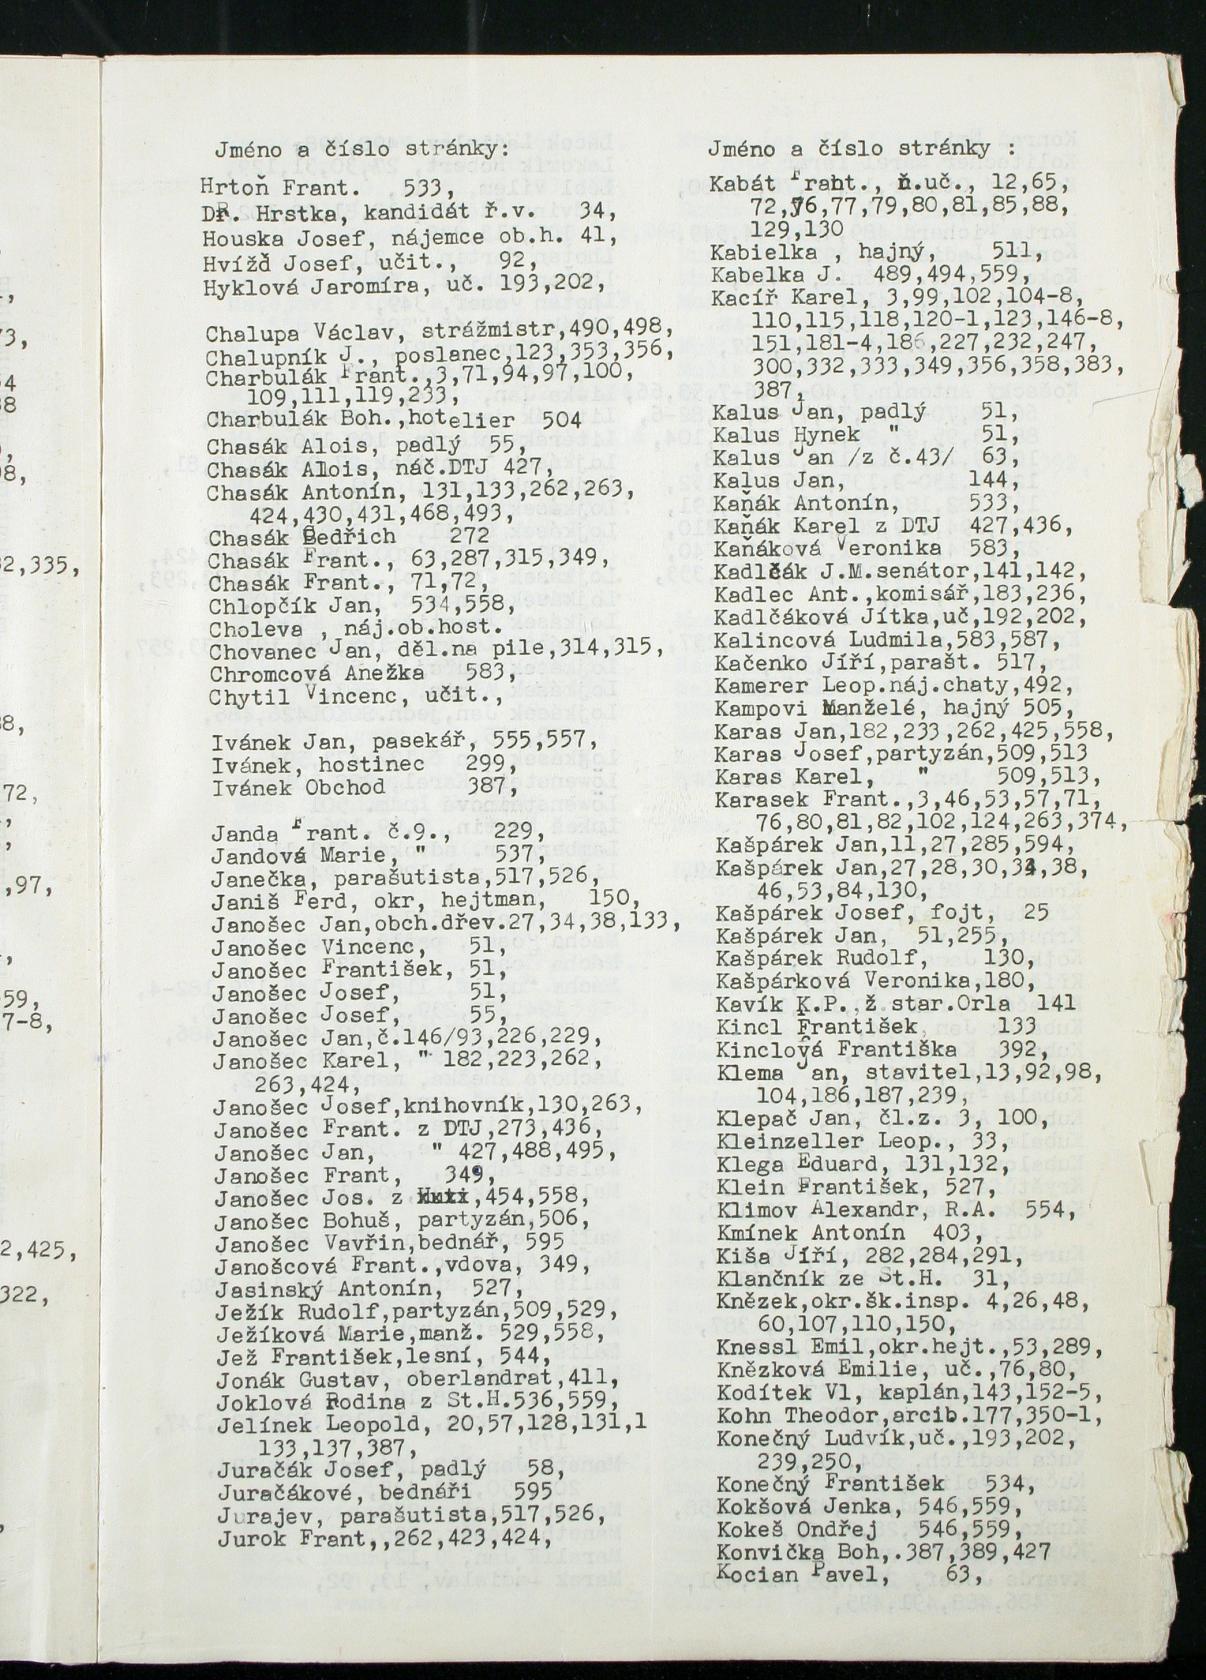 Jméno a číslo stránky:
Hrtoň Frant. 533,
Dr. Hrstka, kandidát ř.v. 34,
Houska Josef, nájemce ob.h. 41,
Hvížď Josef, učit., 92,
Hyklová Jaromíra, uč. 193,202,
Chalupa Václav, strážmistr,490,498,
Chalupník J., poslanec,123,353,356,
Charbulák Frant.,3,71,94,97,100,
109,111,119,233,
Charbulák Boh.,hotelier 504
Chasák Alois, padlý 55,
Chasák Alois, náč.DTJ 427,
Chasák Antonín, 131,133,262,263,
424,430,431,468,493,
Chasák Bedřich 272
Chasák Frant., 63,287,315,349,
Chasák Frant., 71,72,
Chlopčík Jan, 534,558,
Choleva , náj.ob.host.
Chovanec Jan, děl.na pile,314,315,
Chromcová Anežka 583,
Chytil Vincenc, učit.,
Ivánek Jan, pasekář, 555,557,
Ivánek, hostinec 299,
Ivánek Obchod 387,
Janda Frant. č.9., 229,
Jandová Marie, " 537,
Janečka, parašutista,517,526,
Janiš Ferd, okr, hejtman, 150,
Janošec Jan,obch.dřev.27,34,38,133,
Janošec Vincenc, 51,
Janošec František, 51,
Janošec Josef, 51,
Janošec Josef, 55,
Janošec Jan,č.146/93,226,229,
Janošec Karel, " 182,223,262,
263,424,
Janošec Josef,knihovník,130,263,
Janošec Frant. z DTJ,273,436,
Janošec Jan, " 427,488,495,
Janošec Frant, 349,
Janošec Jos. z ,454,558,
Janošec Bohuš, partyzán,506,
Janošec Vavřin,bednář, 595
Janošcová Frant.,vdova, 349,
Jasinský Antonín, 527,
Ježík Rudolf,partyzán,509,529,
Ježíková Marie,manž. 529,558,
Jež František,lesní, 544,
Jonák Gustav, oberlandrat,411,
Joklová Rodina z St.H.536,559,
Jelínek Leopold, 20,57,128,131,1
133,137,387,
Juračák Josef, padlý 58,
Juračákové, bednáři 595
Jurajev, parašutista,517,526,
Jurok Frant,,262,423,424,
Jméno a číslo stránky :
Kabát Frant., ř.uč., 12,65,
72,76,77,79,80,81,85,88,
129,130
Kabielka , hajný, 511,
Kabelka J. 489,494,559,
Kacíř Karel, 3,99,102,104-8,
110,115,118,120-1,123,146-8,
151,181-4,186,227,232,247,
300,332,333,349,356,358,383,
387,
Kalus Jan, padlý 51,
Kalus Hynek " 51,
Kalus Jan /z č.43/ 63,
Kalus Jan, 144,
Kaňák Antonín, 533,
Kaňák Karel z DTJ 427,436,
Kaňáková Veronika 583,
Kadlčák J.M.senátor,141,142,
Kadlec Ant.,komisář,183,236,
Kadlčáková Jítka,uč,192,202,
Kalincová Ludmila,583,587,
Kačenko Jíří,parašt. 517,
Kamerer Leop.náj.chaty,492,
Kampovi Manželé, hajný 505,
Karas Jan,182,233,262,425,558,
Karas Josef,partyzán,509,513
Karas Karel, " 509,513,
Karasek Frant.,3,46,53,57,71,
76,80,81,82,102,124,263,374,
Kašpárek Jan,11,27,285,594,
Kašpárek Jan,27,28,30,34,38,
46,53,84,130,
Kašpárek Josef, fojt, 25
Kašpárek Jan, 51,255,
Kašpárek Rudolf, 130,
Kašpárková Veronika,180,
Kavík K.P.,ž.star.Orla 141
Kincl František, 133
Kinclová Františka 392,
Klema Jan, stavitel,13,92,98,
104,186,187,239,
Klepač Jan, čl.z. 3, 100,
Kleinzeller Leop., 33,
Klega Eduard, 131,132,
Klein František, 527,
Klimov Alexandr, R.A. 554,
Kmínek Antonín 403,
Kiša Jíří, 282,284,291,
Klančník ze St.H. 31,
Knězek,okr.šk.insp. 4,26,48,
60,107,110,150,
Knessl Emil,okr.hejt.,53,289,
Knězková Emilie, uč.,76,80,
Kodítek Vl, kaplán,143,152-5,
Kohn Theodor,arcib.177,350-1,
Konečný Ludvík,uč.,193,202,
239,250,
Konečný František 534,
Kokšová Jenka, 546,559,
Kokeš Ondřej 546,559,
Konvička Boh,.387,389,427
Kocian Pavel, 63,